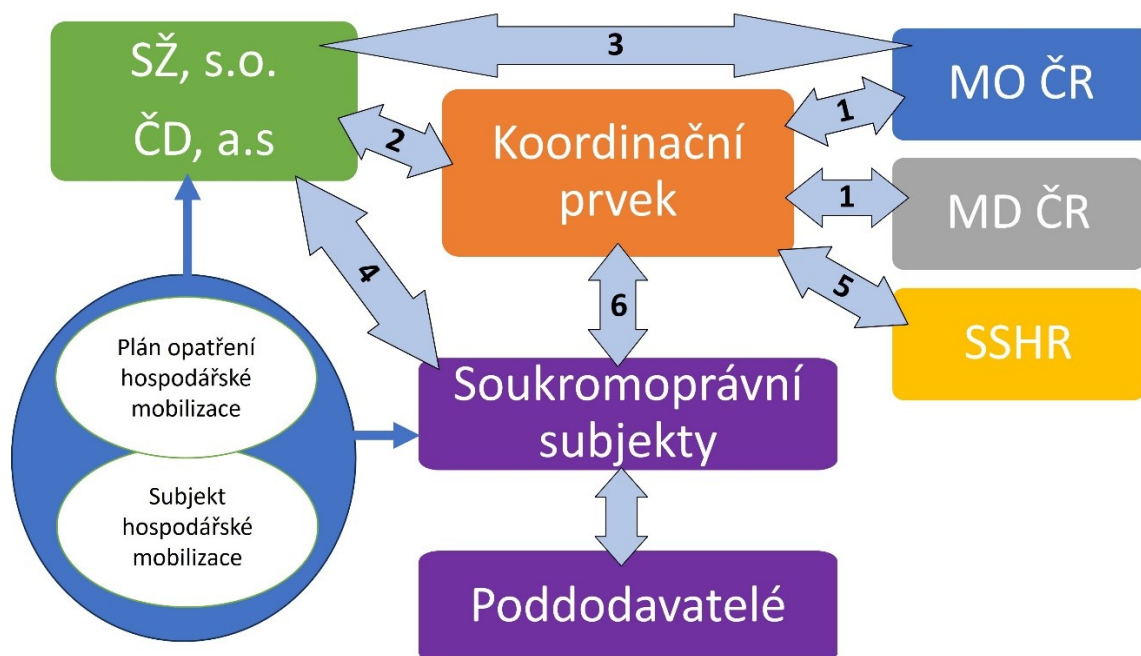 SŽ, s.o.
ČD, a.s
3
MO ČR
1
Koordinační
prvek
2
1
MD ČR
4
5
6
SSHR
Plán opatření
hospodářské
mobilizace
Soukromoprávní
subjekty
Subjekt
hospodářské
mobilizace
Poddodavatelé